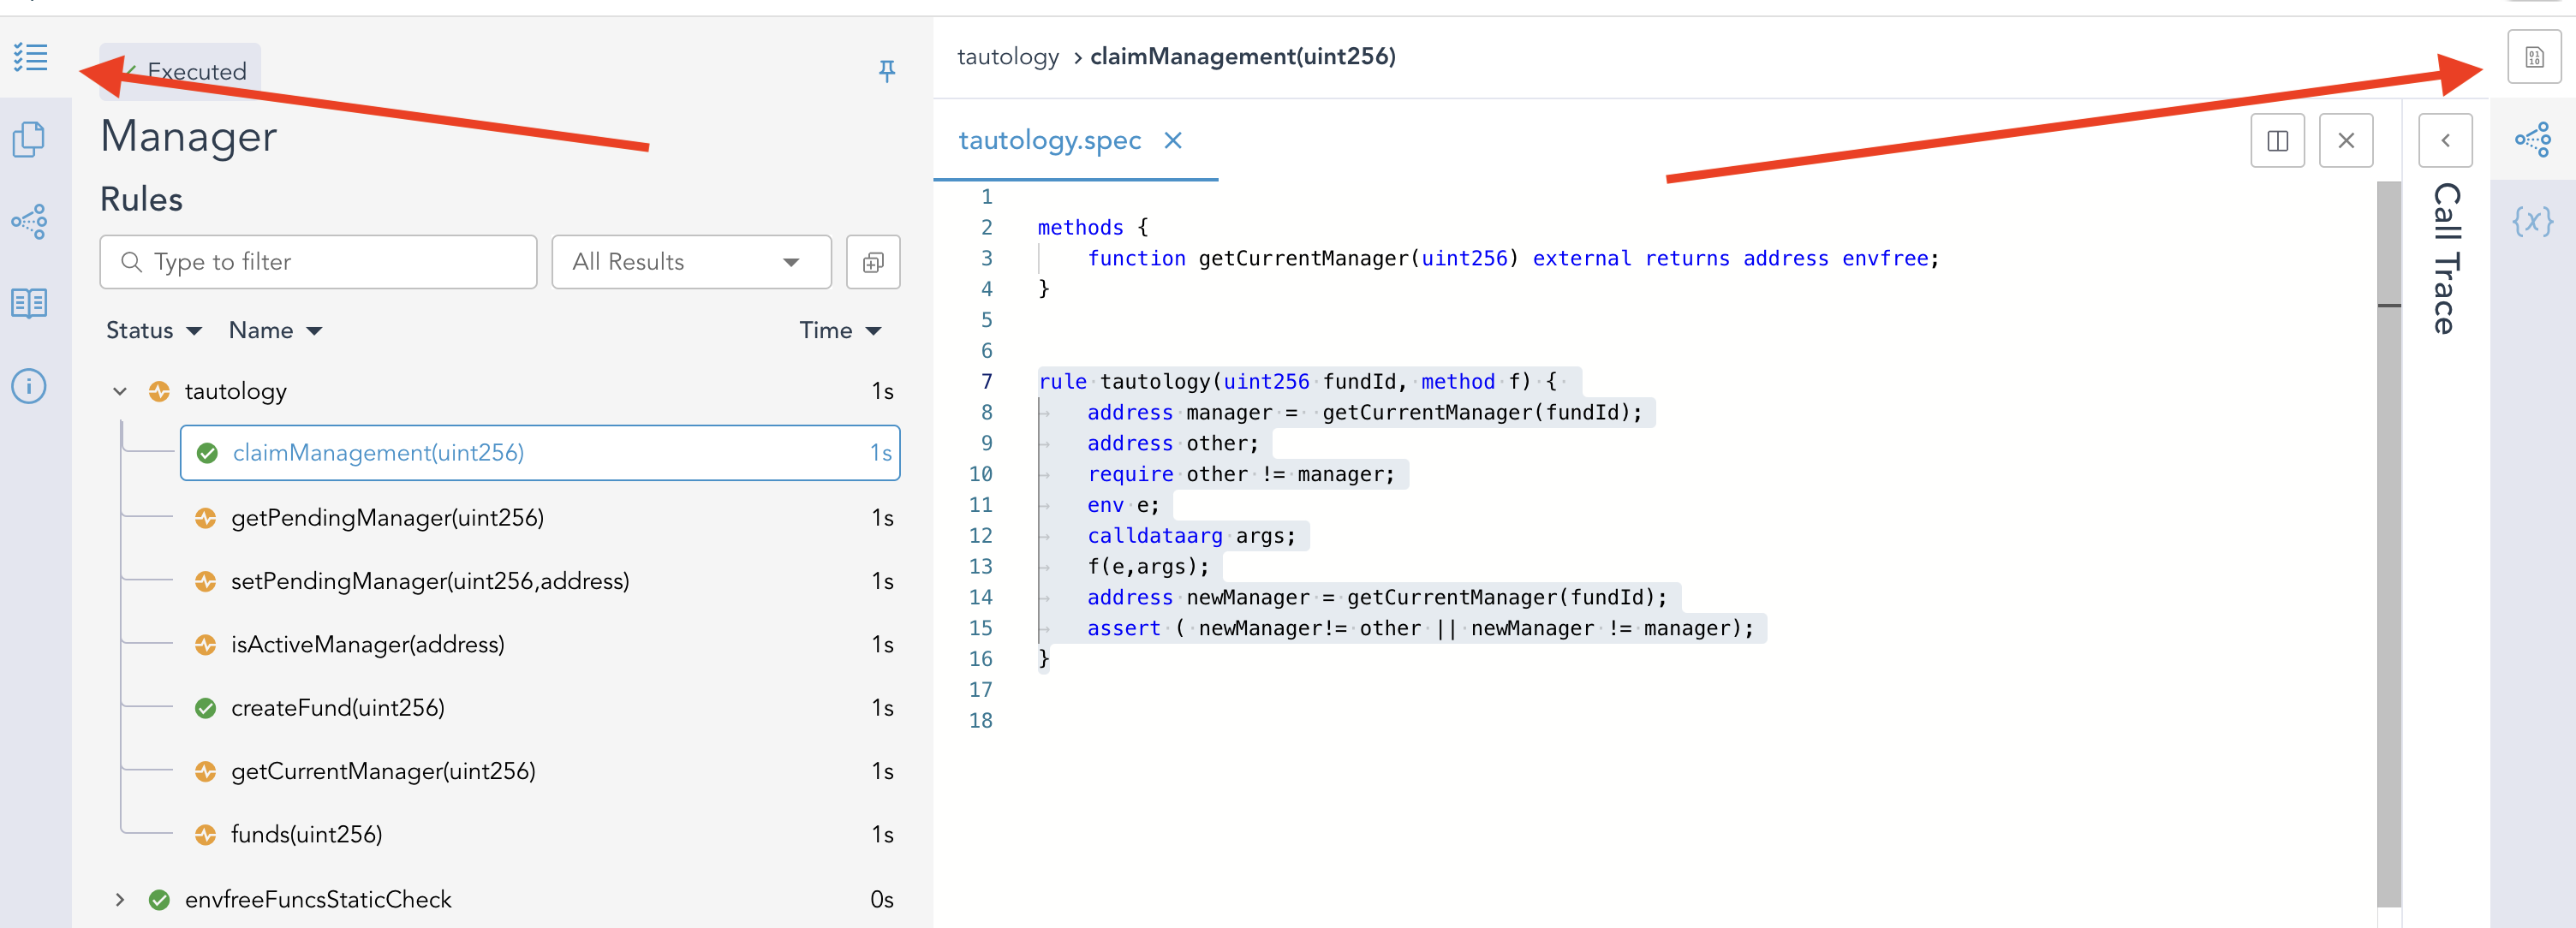 Executed
Manager
Rules
Type to filter
All Results
Status Name Time
tautology 1s
claimManagement(uint256) 1s
getPendingManager(uint256) 1s
setPendingManager(uint256,address) 1s
isActiveManager(address) 1s
createFund(uint256) 1s
getCurrentManager(uint256) 1s
funds(uint256) 1s
envfreeFuncsStaticCheck 0s
tautology > claimManagement(uint256)
tautology.spec
1
2 methods {
3 function getCurrentManager(uint256) external returns address envfree;
4 }
5
6
7 rule tautology(uint256 fundId, method f) {
8 address manager =  getCurrentManager(fundId);
9 address other;
10 require other != manager;
11 env e;
12 calldataarg args;
13 f(e,args);
14 address newManager = getCurrentManager(fundId);
15 assert ( newManager!= other || newManager != manager);
16 }
17
18
Call Trace
{x}